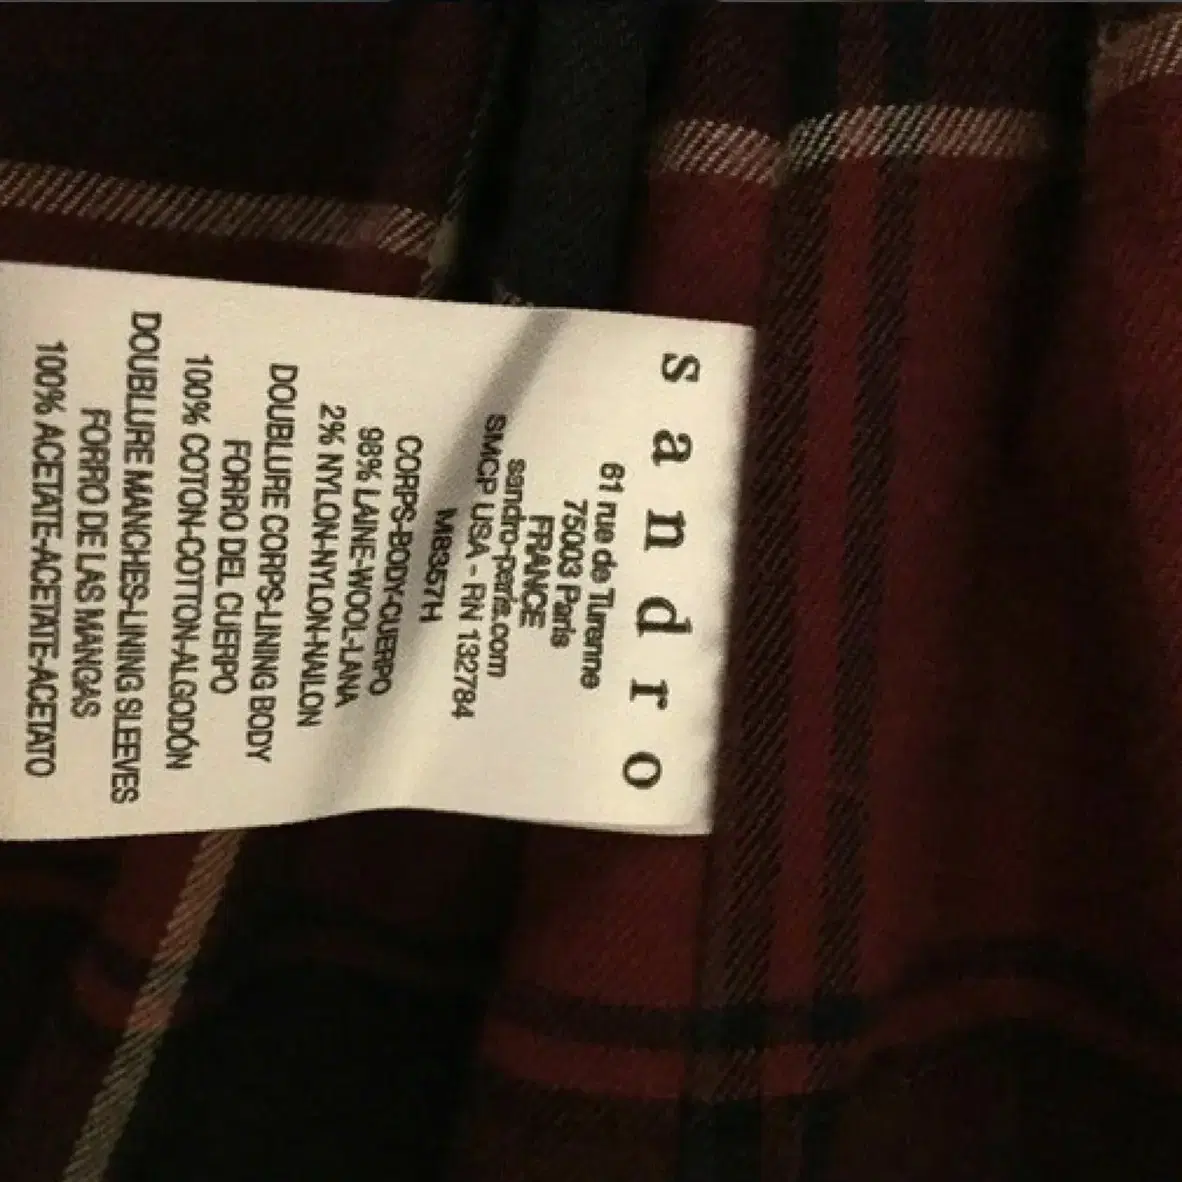 sandro
61 rue de Turenne
75003 Paris
FRANCE
sandro-paris.com
SMCP USA - RN 132784
M8357H
CORPS-BODY-CUERPO
98% LAINE-WOOL-LANA
2% NYLON-NYLON-NAILON
DOUBLURE CORPS-LINING BODY
FORRO DEL CUERPO
100% COTON-COTTON-ALGODÓN
DOUBLURE MANCHES-LINING SLEEVES
FORRO DE LAS MANGAS
100% ACETATE-ACETATE-ACETATO